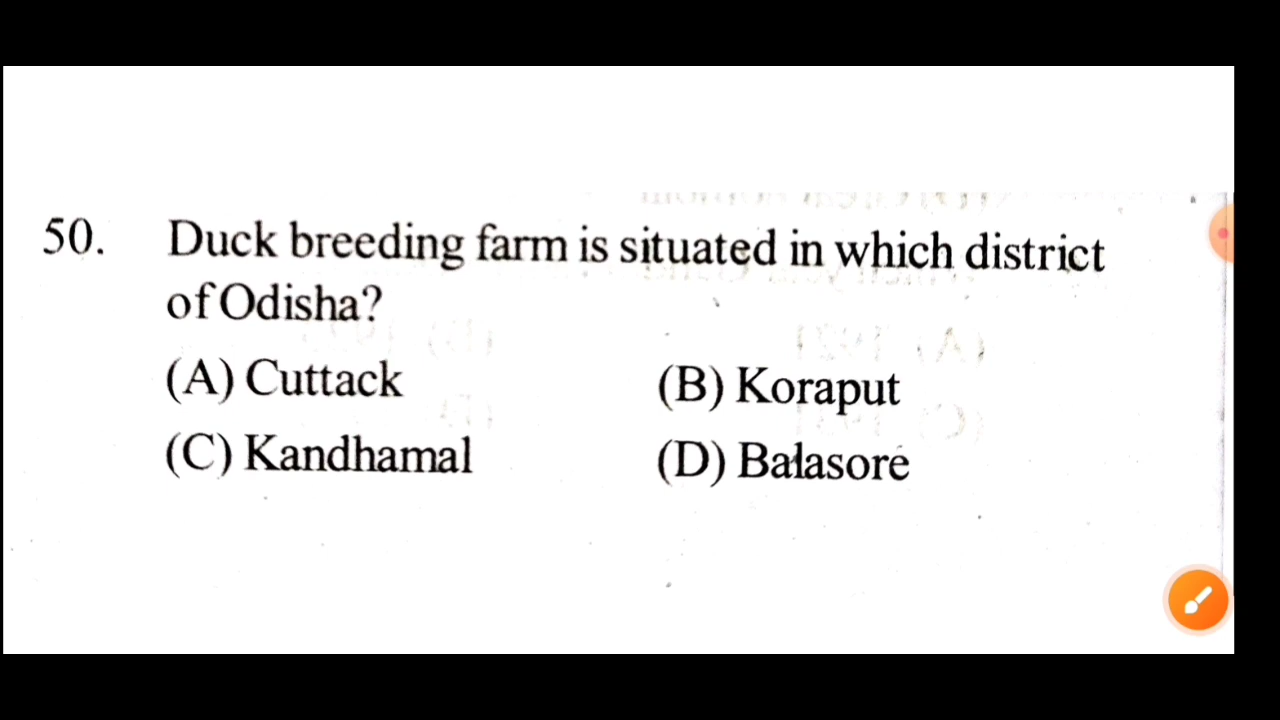 50. Duck breeding farm is situated in which district
of Odisha?
(A) Cuttack (B) Koraput
(C) Kandhamal (D) Balasore